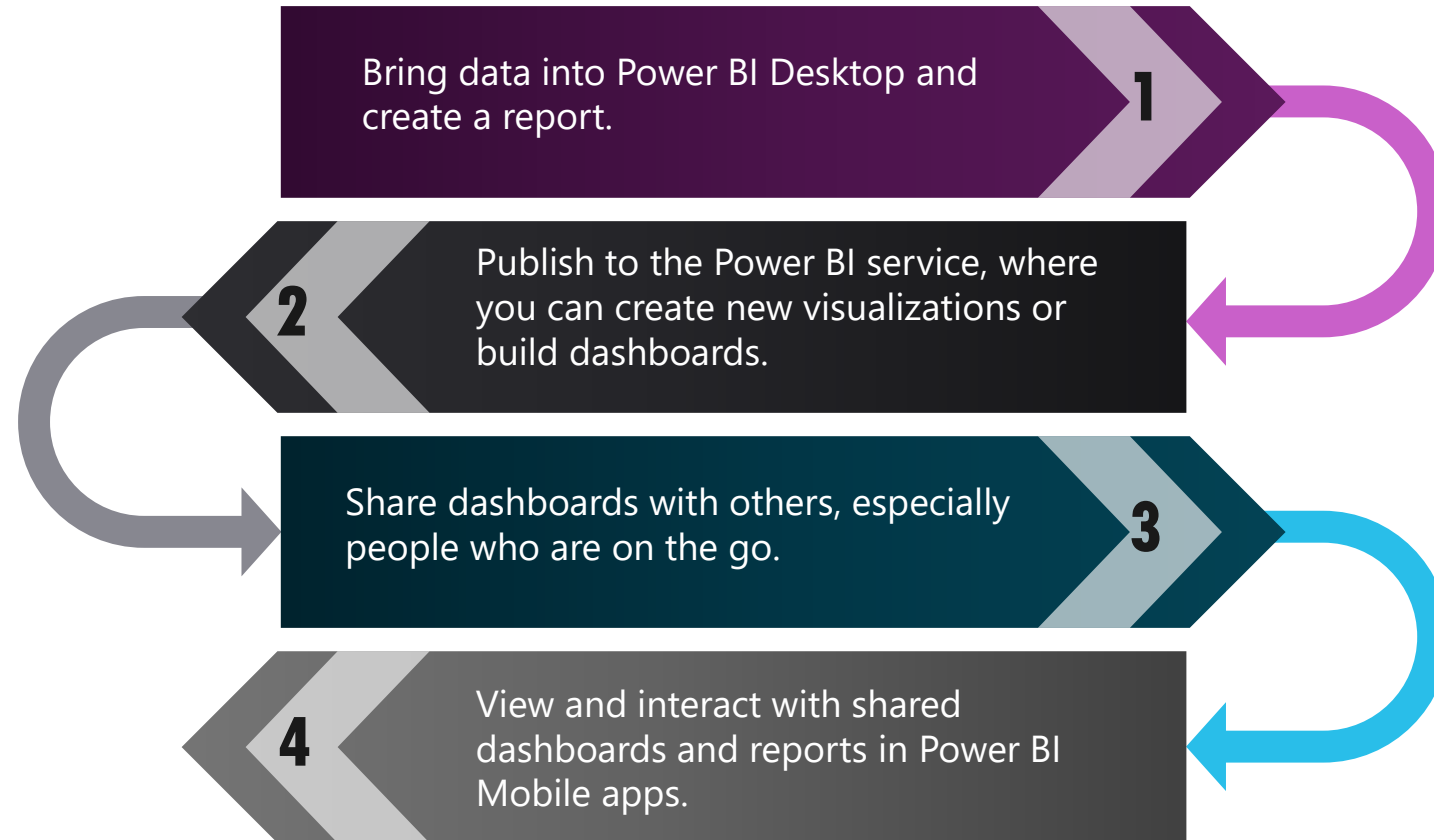 Bring data into Power BI Desktop and
create a report.
1
Publish to the Power BI service, where
you can create new visualizations or
build dashboards.
2
Share dashboards with others, especially
people who are on the go.
3
View and interact with shared
dashboards and reports in Power BI
Mobile apps.
4